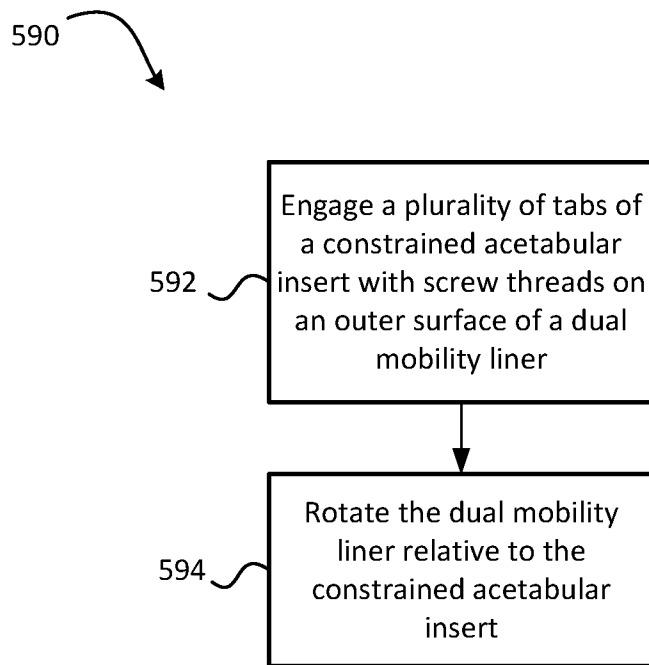 590
Engage a plurality of tabs of
a constrained acetabular
insert with screw threads on
an outer surface of a dual
mobility liner
592
Rotate the dual mobility
liner relative to the
constrained acetabular
insert
594